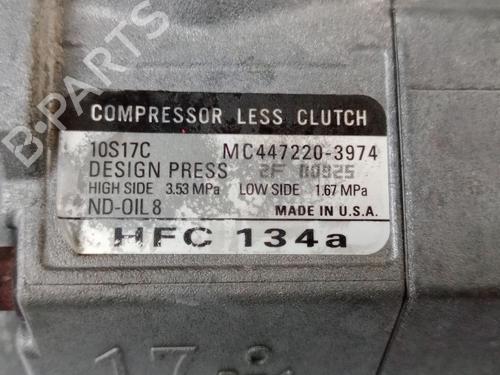 B-PARTS
COMPRESSOR LESS CLUTCH
10S17C MC447220-3974
DESIGN PRESS 2F 00925
HIGH SIDE 3.53 MPa LOW SIDE 1.67 MPa
ND-OIL 8 MADE IN U.S.A.
HFC 134a
17